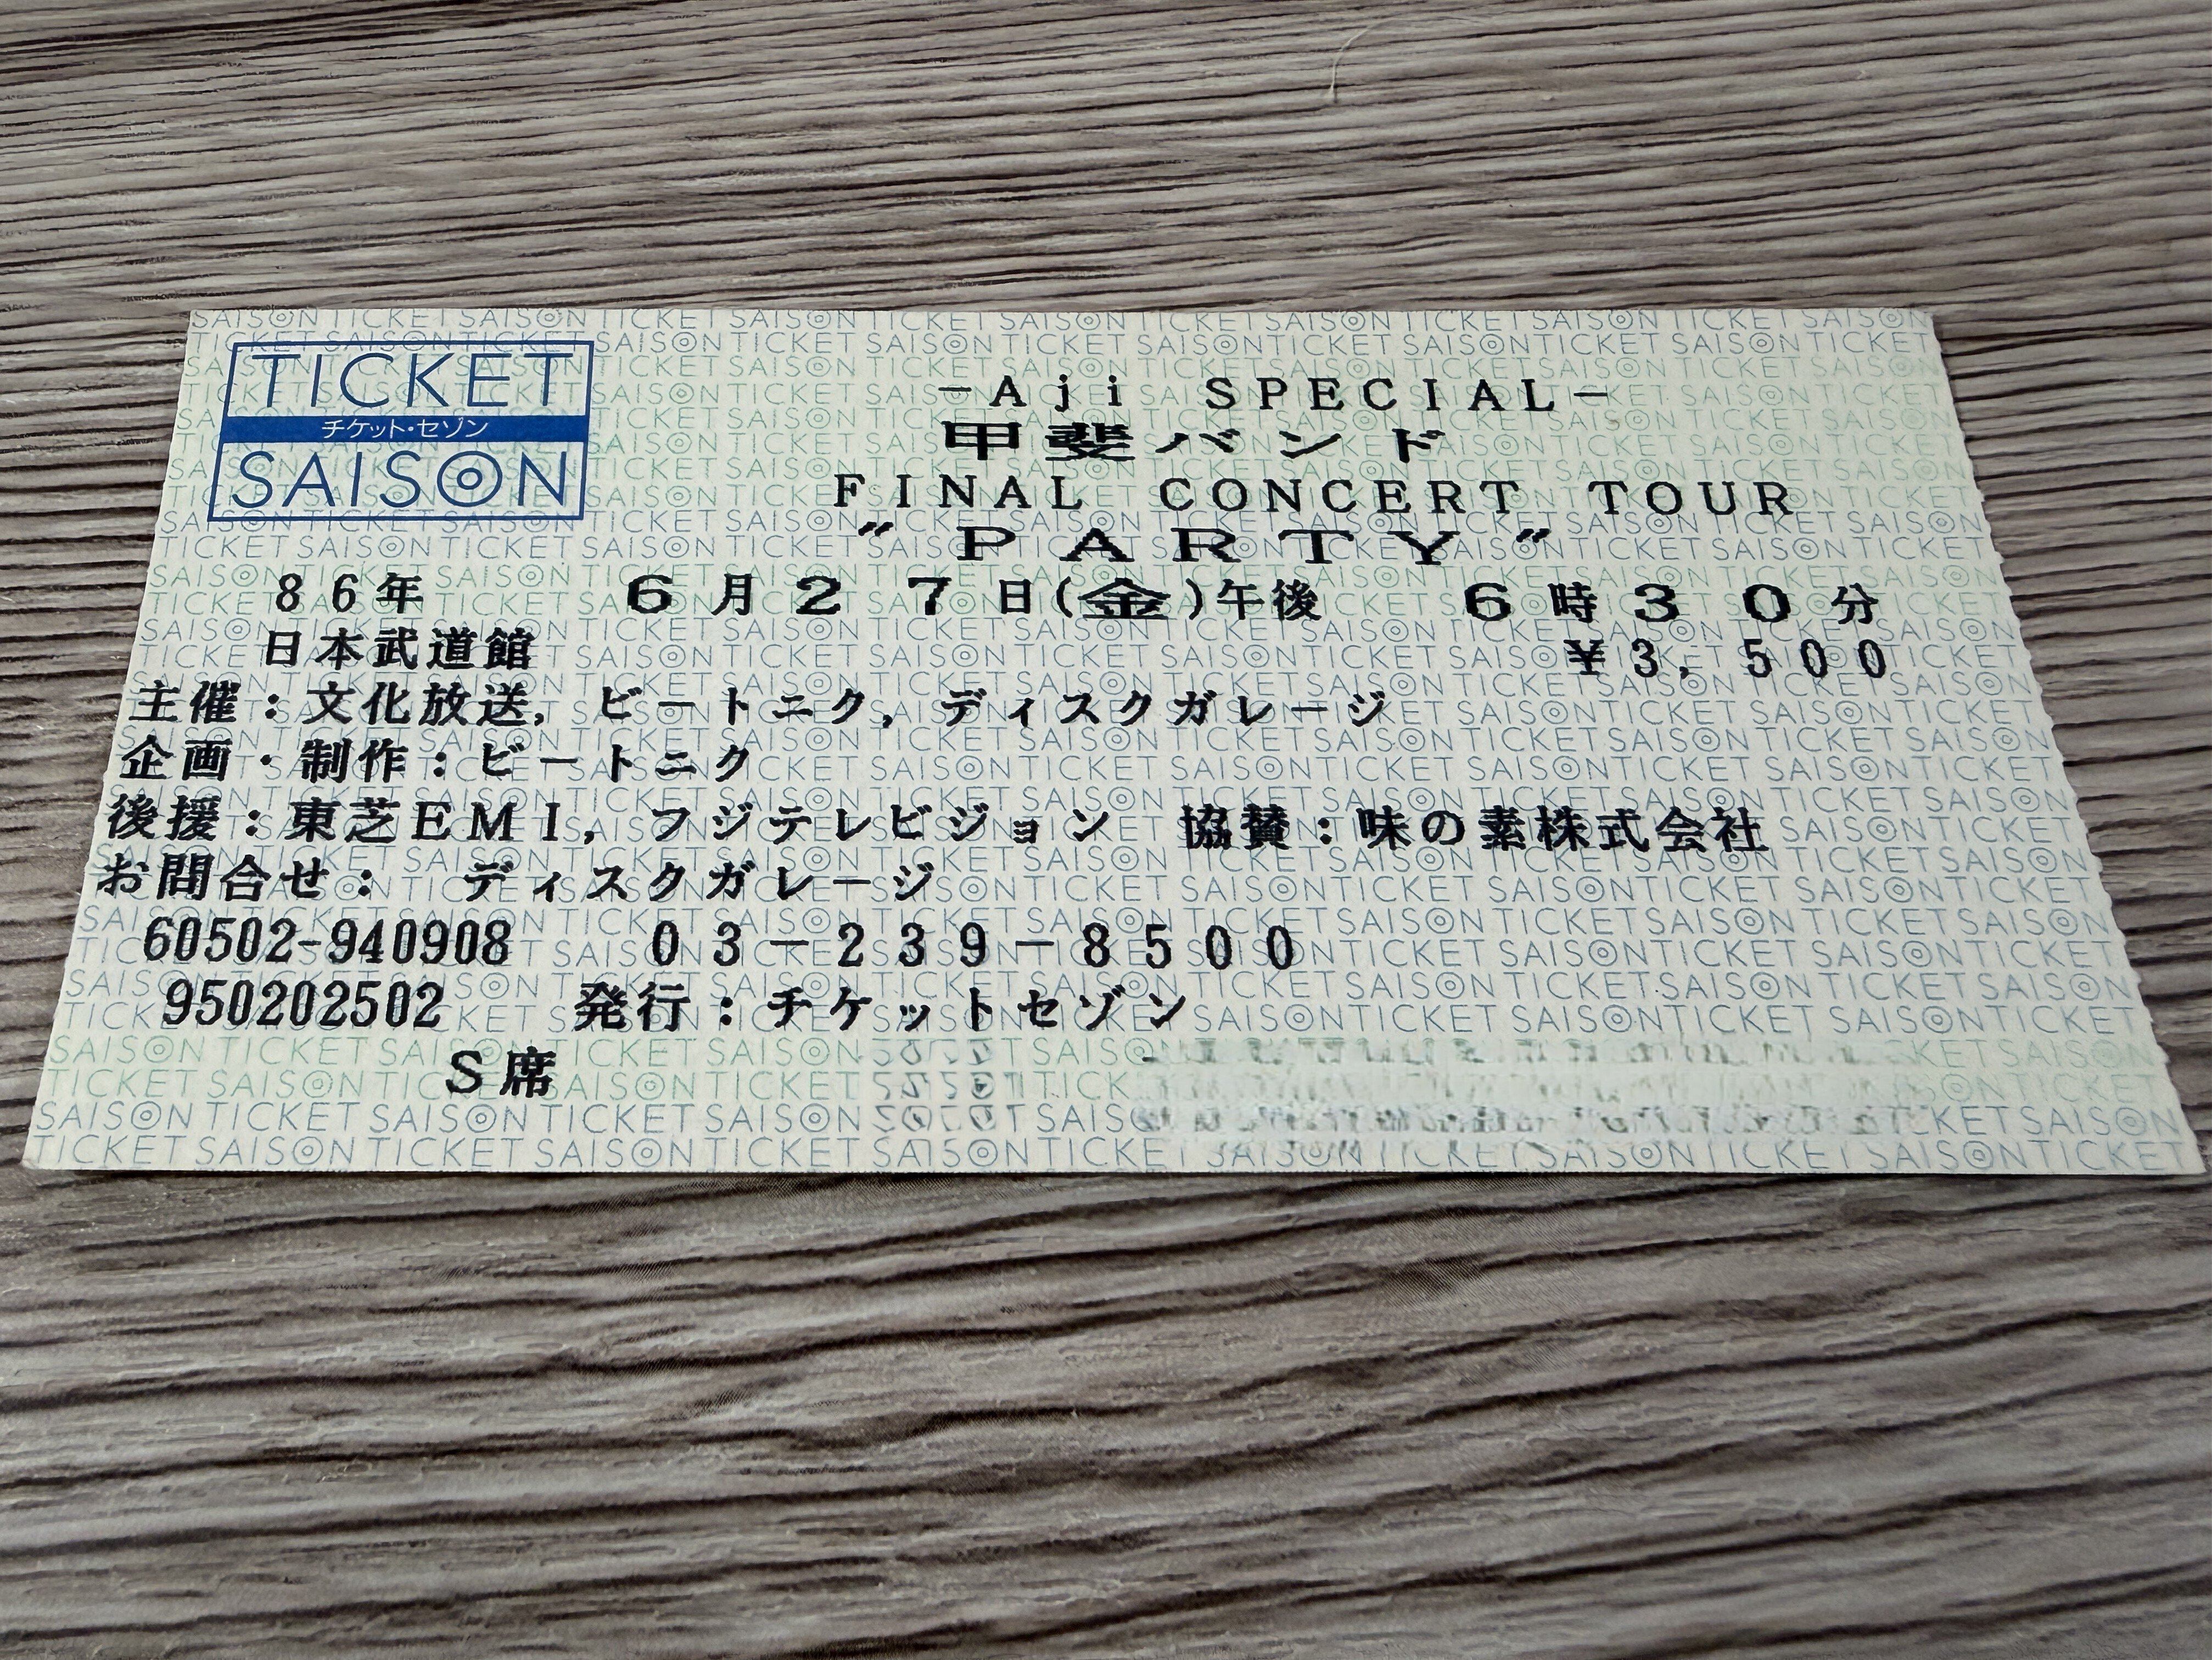 TICKET
チケット・セゾン
SAISON
－Aji SPECIAL－
甲斐バンド
FINAL CONCERT TOUR
″PARTY″
86年 6月27日(金)午後 6時30分
日本武道館 ¥3,500
主催：文化放送，ビートニク，ディスクガレージ
企画・制作：ビートニク
後援：東芝EMI，フジテレビジョン 協賛：味の素株式会社
お問合せ： ディスクガレージ
60502-940908 03－239－8500
950202502 発行：チケットセゾン
S席